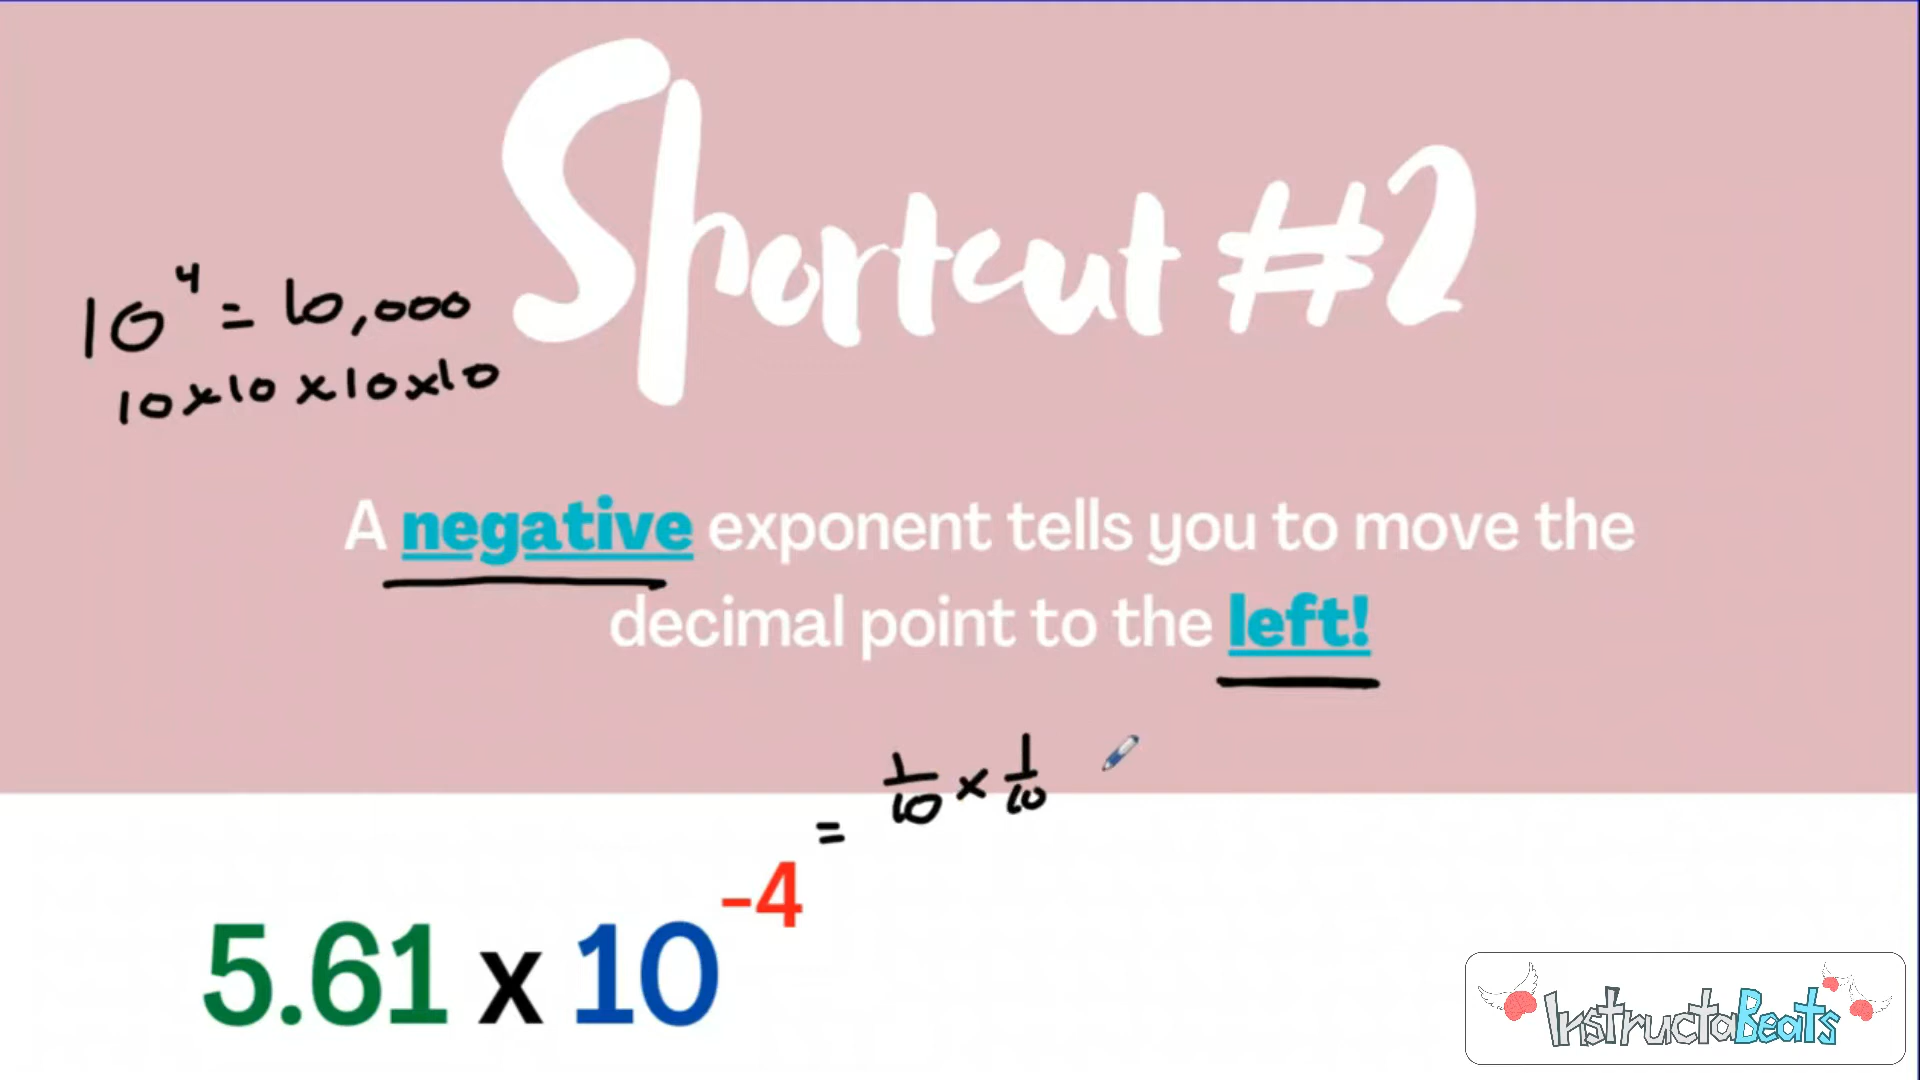 Shortcut #2
10⁴ = 10,000
10 x 10 x 10 x 10
A negative exponent tells you to move the
decimal point to the left!
= 1/10 x 1/10
5.61 x 10⁻⁴
InstructaBeats